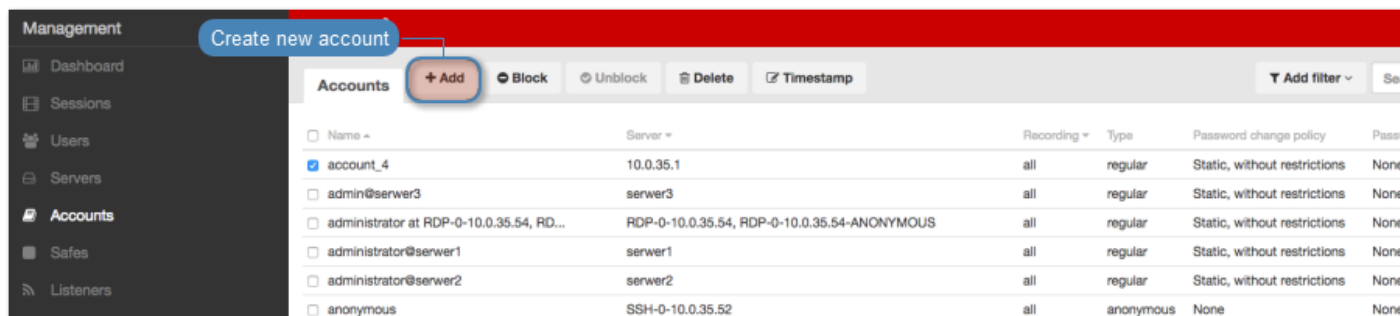 Management
Create new account
Dashboard
Sessions
Users
Servers
Accounts
Safes
Listeners
Accounts
+ Add
Block
Unblock
Delete
Timestamp
Add filter
Name Server Recording Type Password change policy
account_4 10.0.35.1 all regular Static, without restrictions None
admin@serwer3 serwer3 all regular Static, without restrictions None
administrator at RDP-0-10.0.35.54, RD... RDP-0-10.0.35.54, RDP-0-10.0.35.54-ANONYMOUS all regular Static, without restrictions None
administrator@serwer1 serwer1 all regular Static, without restrictions None
administrator@serwer2 serwer2 all regular Static, without restrictions None
anonymous SSH-0-10.0.35.52 all anonymous None None